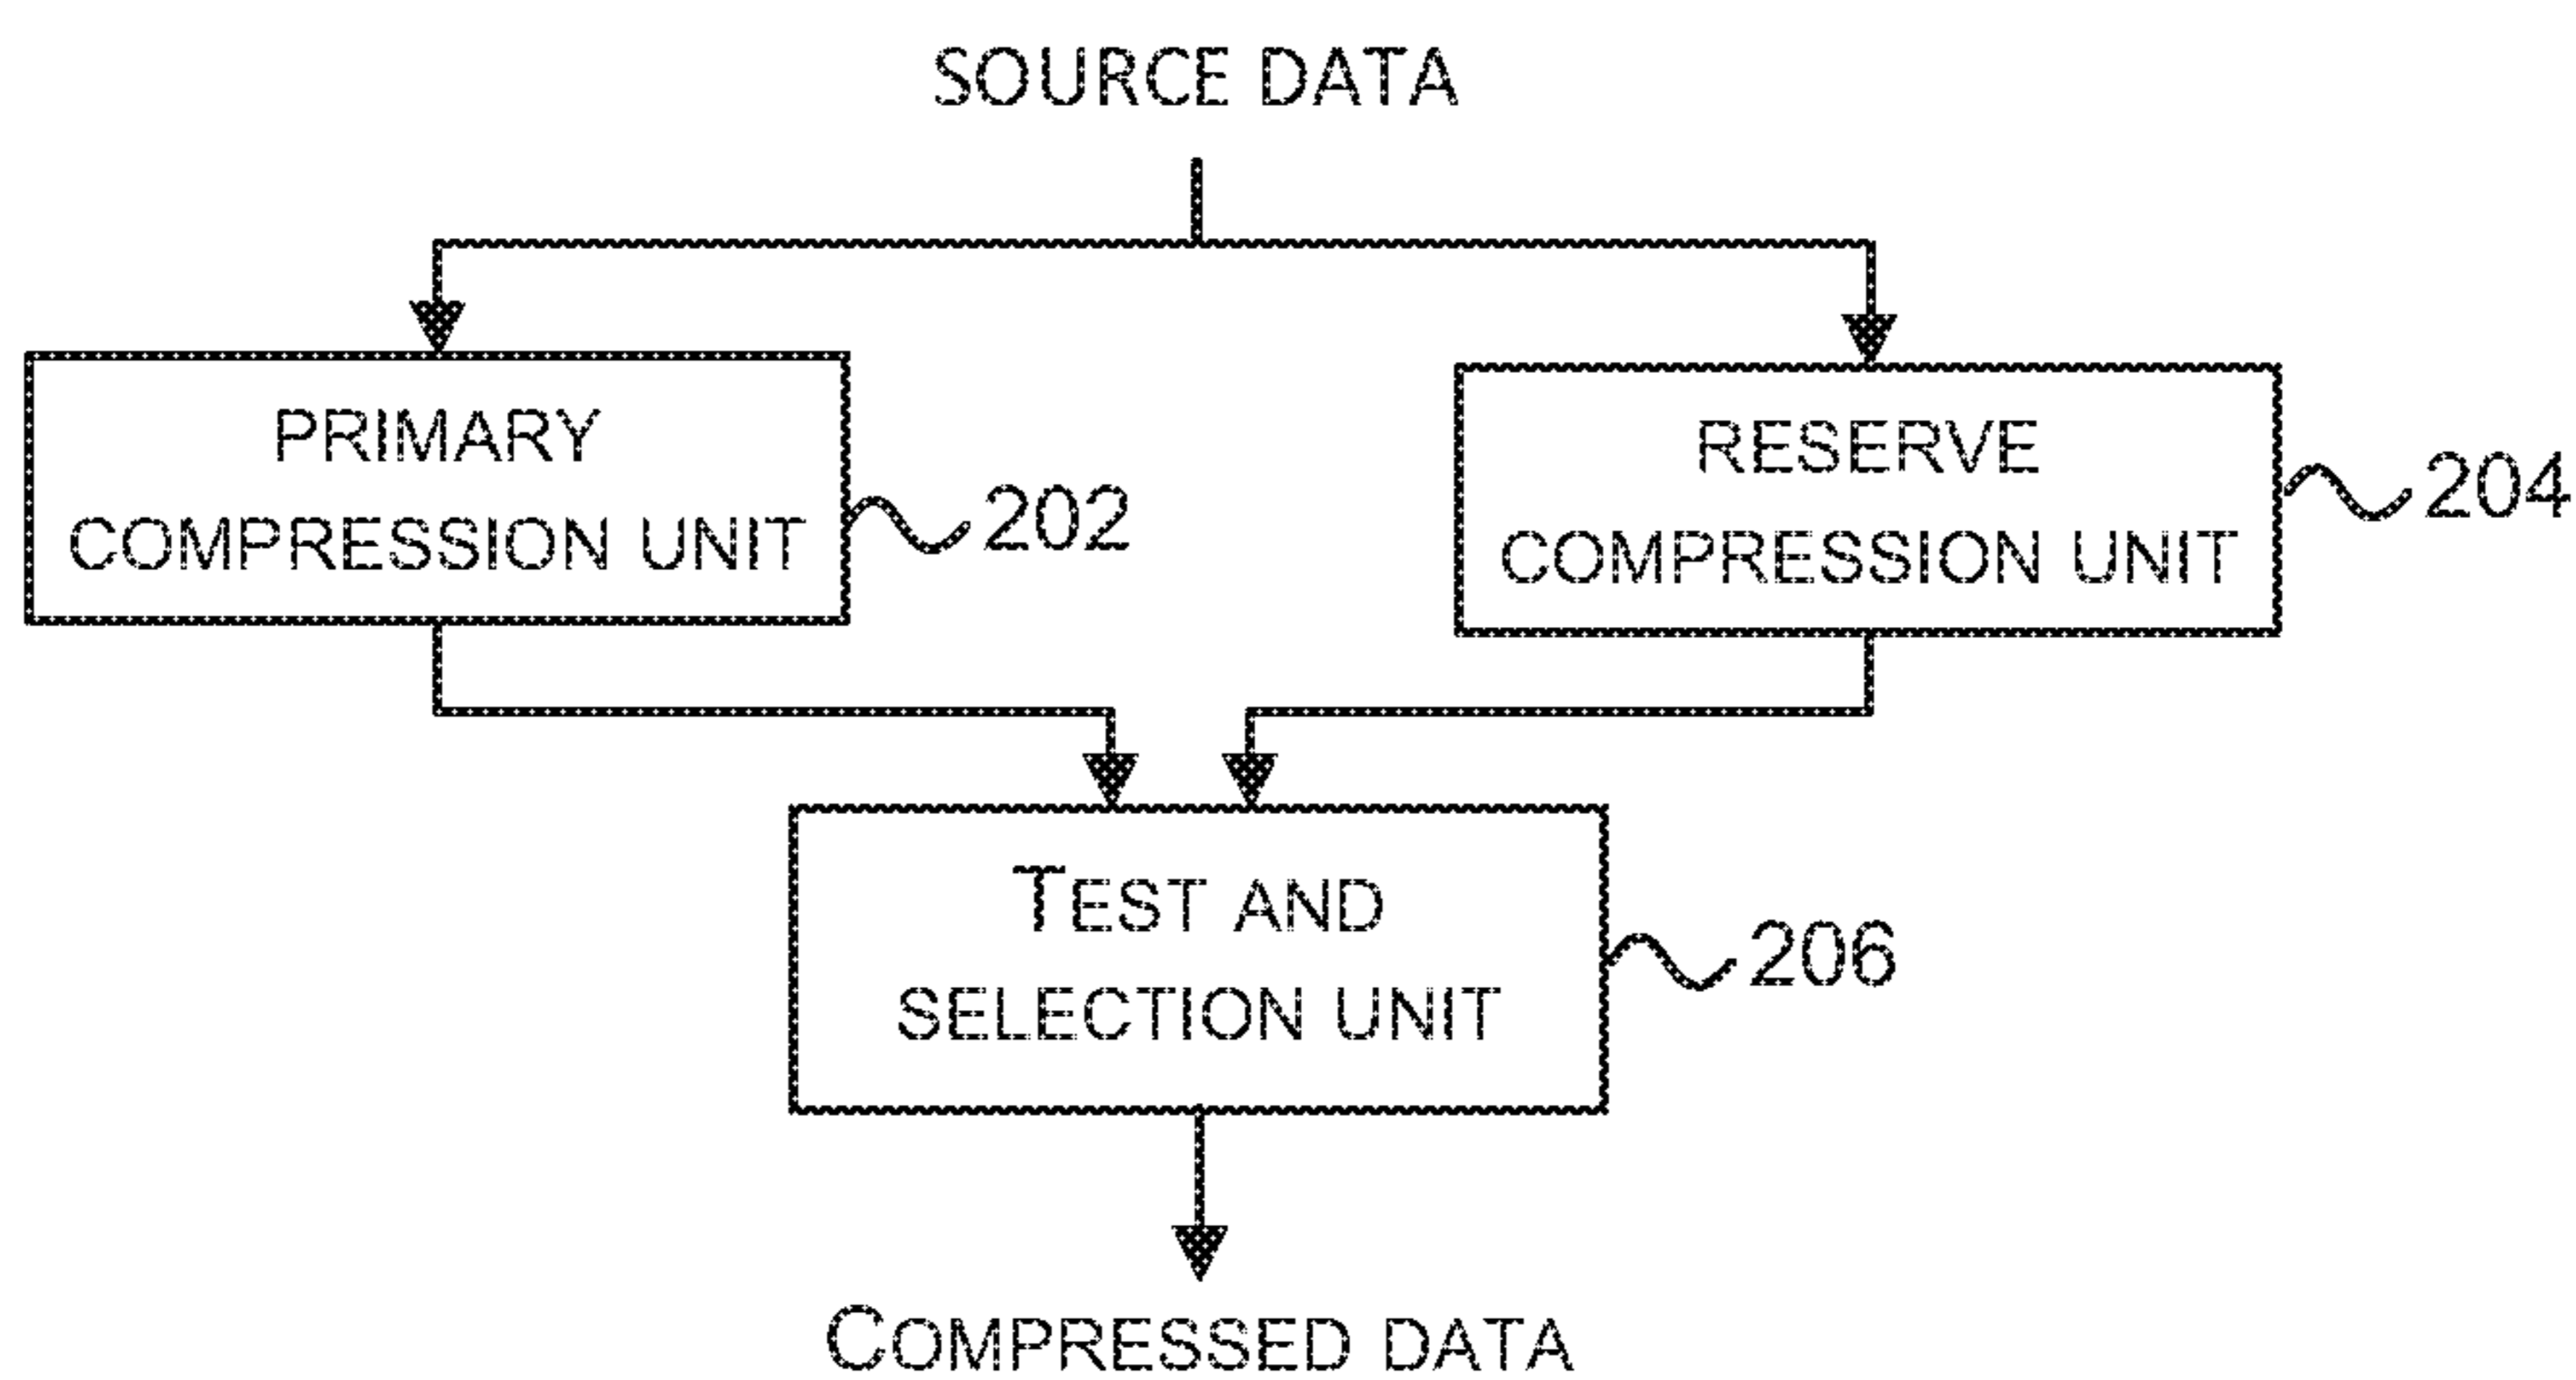 SOURCE DATA
PRIMARY
COMPRESSION UNIT
202
RESERVE
COMPRESSION UNIT
204
TEST AND
SELECTION UNIT
206
COMPRESSED DATA